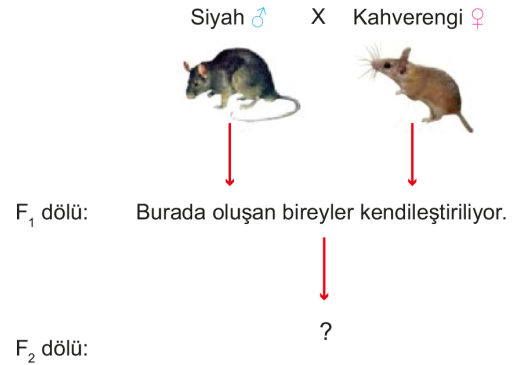 Siyah ♂ X Kahverengi ♀
F₁ dölü: Burada oluşan bireyler kendileştiriliyor.
?
F₂ dölü: